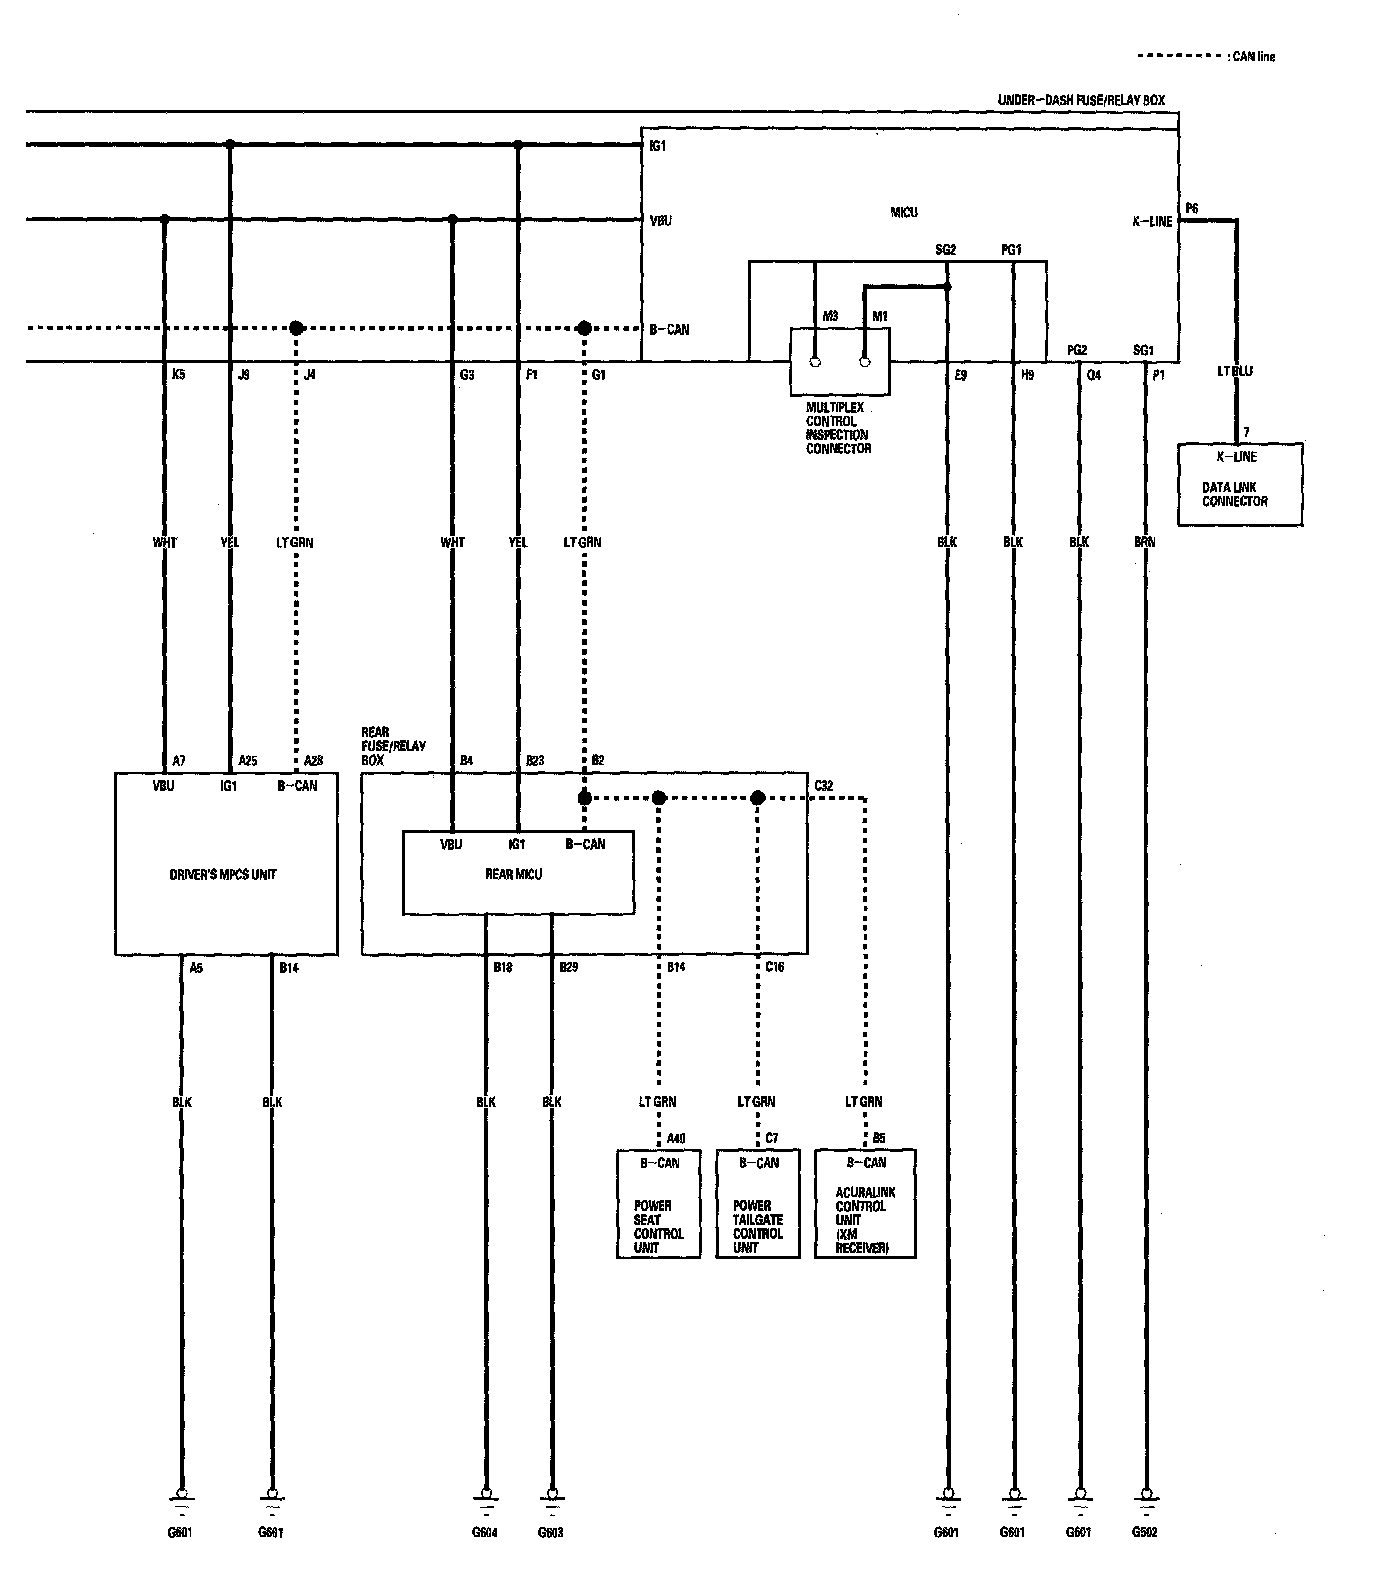 : CAN line
UNDER-DASH FUSE/RELAY BOX
IG1
VBU
MICU
K-LINE
P6
SG2
PG1
M3
M1
B-CAN
PG2
SG1
K5
J8
J4
G3
F1
G1
E9
H9
Q4
P1
LT BLU
MULTIPLEX
CONTROL
INSPECTION
CONNECTOR
7
K-LINE
DATA LINK
CONNECTOR
WHT
YEL
LT GRN
WHT
YEL
LT GRN
BLK
BLK
BLK
BRN
REAR
FUSE/RELAY
BOX
A7
A25
A28
B4
B23
B2
VBU
IG1
B-CAN
C32
VBU
IG1
B-CAN
DRIVER'S MPCS UNIT
REAR MICU
A5
B14
B18
B29
B14
C16
BLK
BLK
BLK
BLK
LT GRN
LT GRN
LT GRN
A40
C7
B5
B-CAN
B-CAN
B-CAN
POWER
SEAT
CONTROL
UNIT
POWER
TAILGATE
CONTROL
UNIT
ACURALINK
CONTROL
UNIT
(XM
RECEIVER)
G601
G601
G604
G603
G601
G601
G601
G502